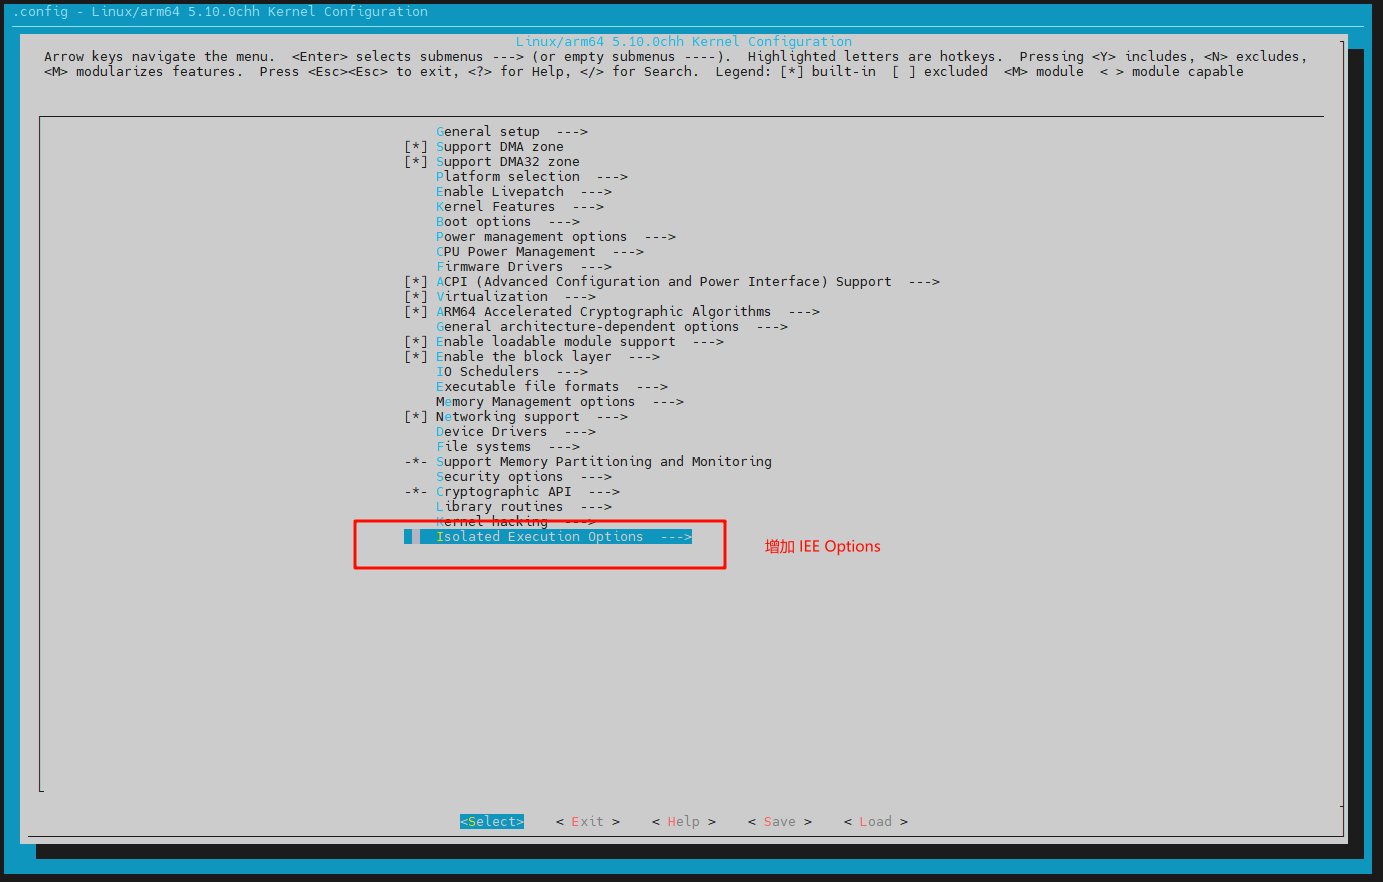 .config - Linux/arm64 5.10.0chh Kernel Configuration
Linux/arm64 5.10.0chh Kernel Configuration
Arrow keys navigate the menu.  <Enter> selects submenus ---> (or empty submenus ----).  Highlighted letters are hotkeys.  Pressing <Y> includes, <N> excludes,
<M> modularizes features.  Press <Esc><Esc> to exit, <?> for Help, </> for Search.  Legend: [*] built-in  [ ] excluded  <M> module  < > module capable
General setup  --->
[*] Support DMA zone
[*] Support DMA32 zone
Platform selection  --->
Enable Livepatch  --->
Kernel Features  --->
Boot options  --->
Power management options  --->
CPU Power Management  --->
Firmware Drivers  --->
[*] ACPI (Advanced Configuration and Power Interface) Support  --->
[*] Virtualization  --->
[*] ARM64 Accelerated Cryptographic Algorithms  --->
General architecture-dependent options  --->
[*] Enable loadable module support  --->
[*] Enable the block layer  --->
IO Schedulers  --->
Executable file formats  --->
Memory Management options  --->
[*] Networking support  --->
Device Drivers  --->
File systems  --->
-*- Support Memory Partitioning and Monitoring
Security options  --->
-*- Cryptographic API  --->
Library routines  --->
Kernel hacking  --->
Isolated Execution Options  --->
增加 IEE Options
<Select>    < Exit >    < Help >    < Save >    < Load >